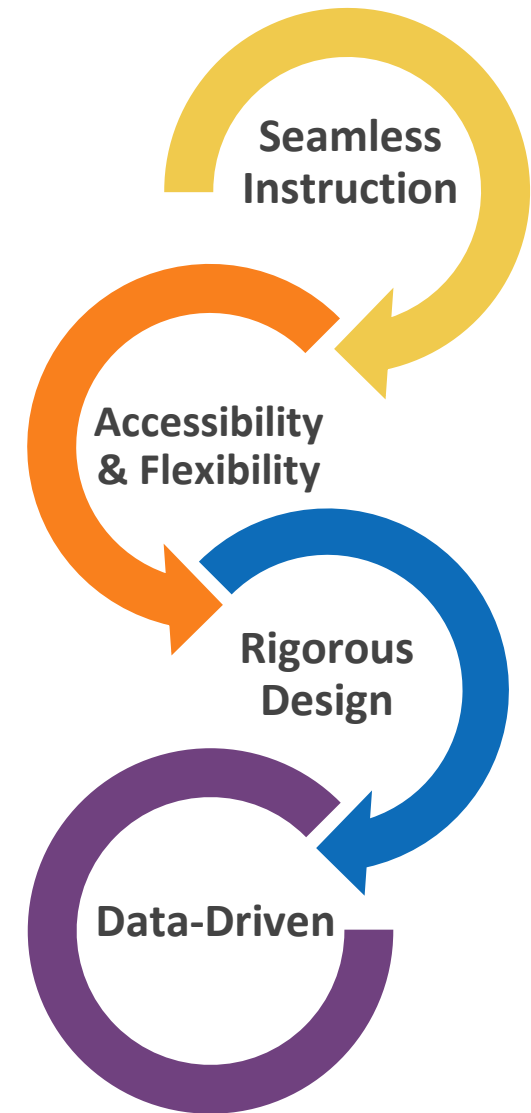 Seamless
Instruction
Accessibility
& Flexibility
Rigorous
Design
Data-Driven